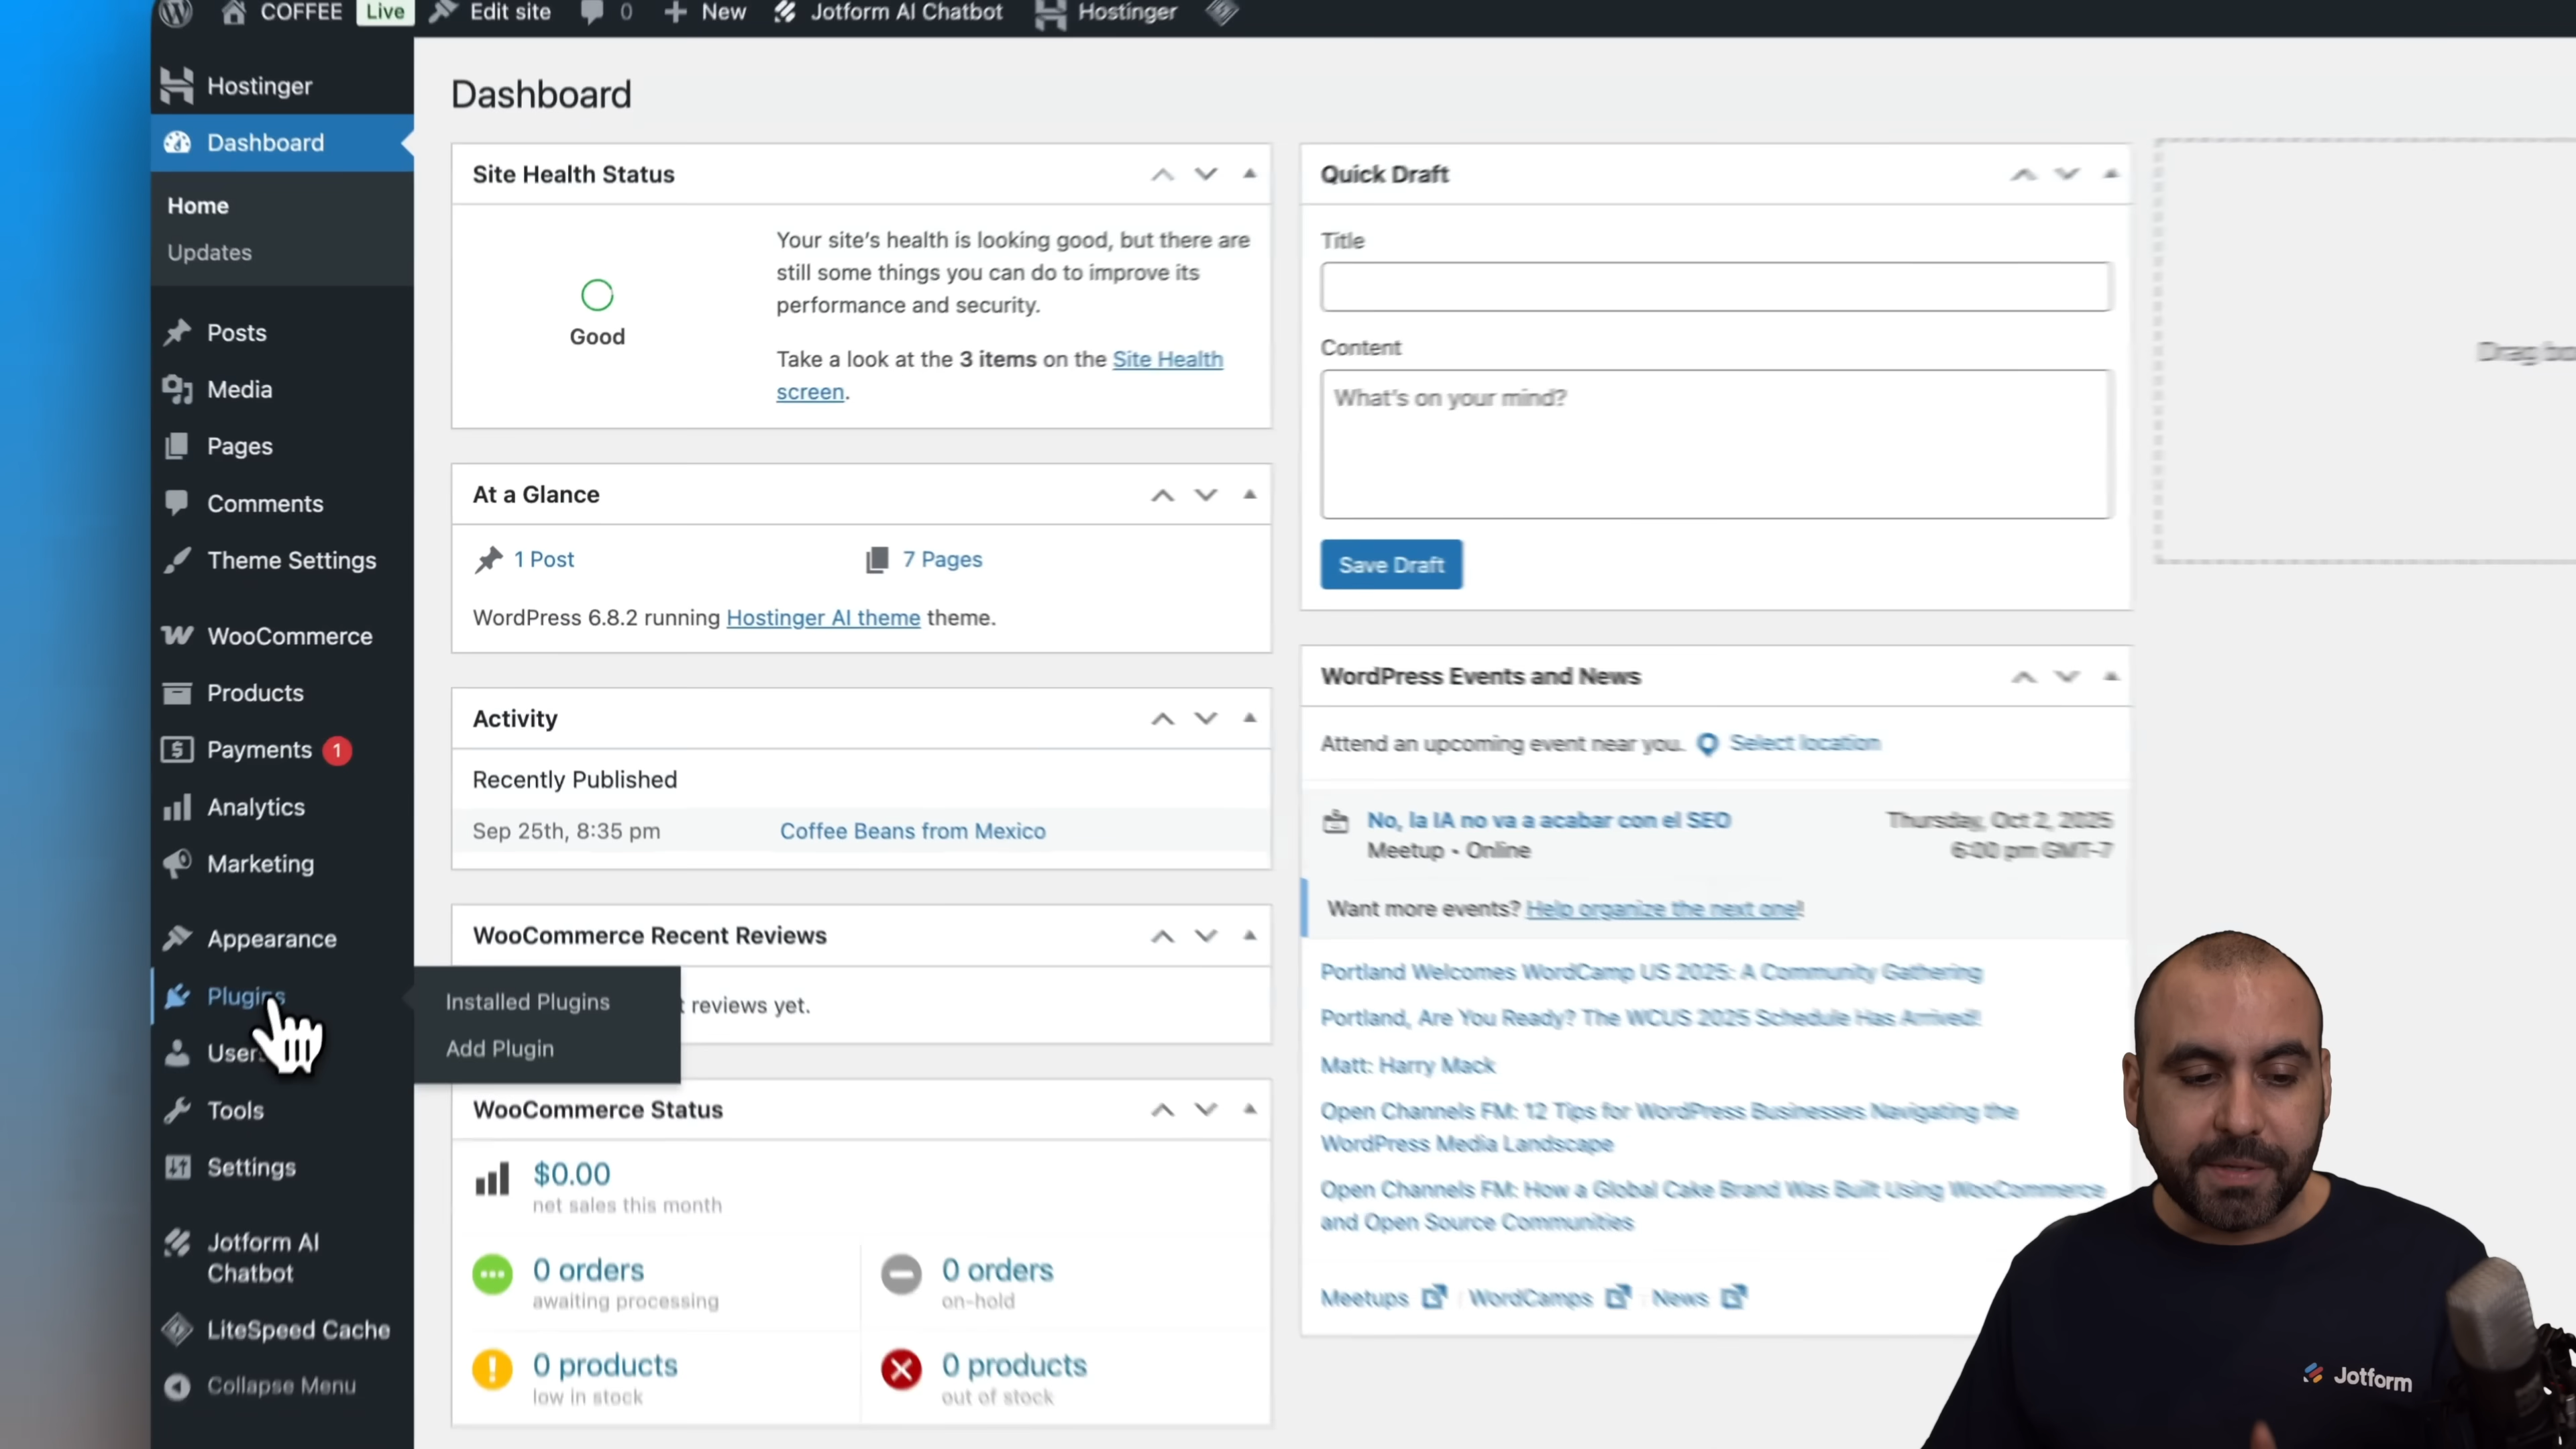 COFFEE Live Edit site 0 New Jotform AI Chatbot Hostinger
Hostinger
Dashboard
Home
Updates
Posts
Media
Pages
Comments
Theme Settings
WooCommerce
Products
Payments 1
Analytics
Marketing
Appearance
Plugins
Users
Tools
Settings
Jotform AI
Chatbot
LiteSpeed Cache
Collapse Menu
Installed Plugins
Add Plugin
Dashboard
Site Health Status
Good
Your site's health is looking good, but there are
still some things you can do to improve its
performance and security.
Take a look at the 3 items on the Site Health
screen.
At a Glance
1 Post 7 Pages
WordPress 6.8.2 running Hostinger AI theme theme.
Activity
Recently Published
Sep 25th, 8:35 pm Coffee Beans from Mexico
WooCommerce Recent Reviews
reviews yet.
WooCommerce Status
$0.00
net sales this month
0 orders
awaiting processing
0 orders
on-hold
0 products
low in stock
0 products
out of stock
Quick Draft
Title
Content
What's on your mind?
Save Draft
WordPress Events and News
Attend an upcoming event near you. Select location
No, la IA no va a acabar con el SEO Thursday, Oct 2, 2025
Meetup • Online 6:00 pm GMT-7
Want more events? Help organize the next one!
Portland Welcomes WordCamp US 2025: A Community Gathering
Portland, Are You Ready? The WCUS 2025 Schedule Has Arrived!
Matt: Harry Mack
Open Channels FM: 12 Tips for WordPress Businesses Navigating the
WordPress Media Landscape
Open Channels FM: How a Global Cake Brand Was Built Using WooCommerce
and Open Source Communities
Meetups WordCamps News
Drag
Jotform